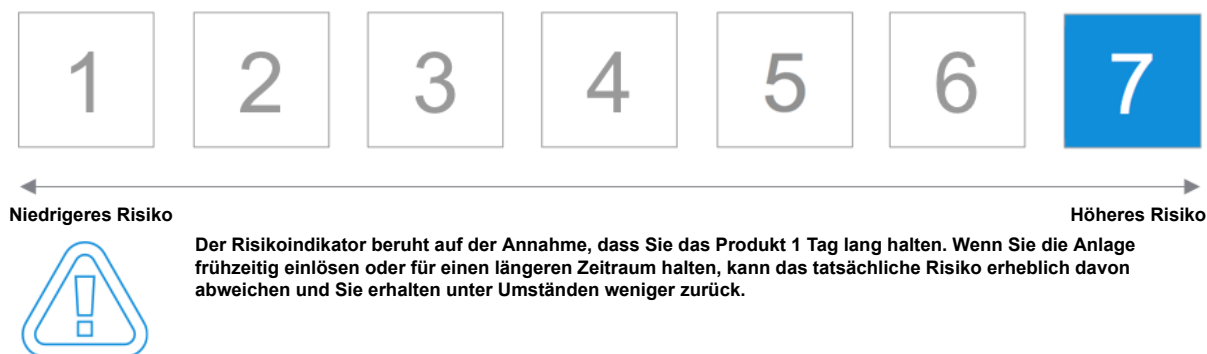 1 2 3 4 5 6 7
Niedrigeres Risiko Höheres Risiko
Der Risikoindikator beruht auf der Annahme, dass Sie das Produkt 1 Tag lang halten. Wenn Sie die Anlage
frühzeitig einlösen oder für einen längeren Zeitraum halten, kann das tatsächliche Risiko erheblich davon
abweichen und Sie erhalten unter Umständen weniger zurück.